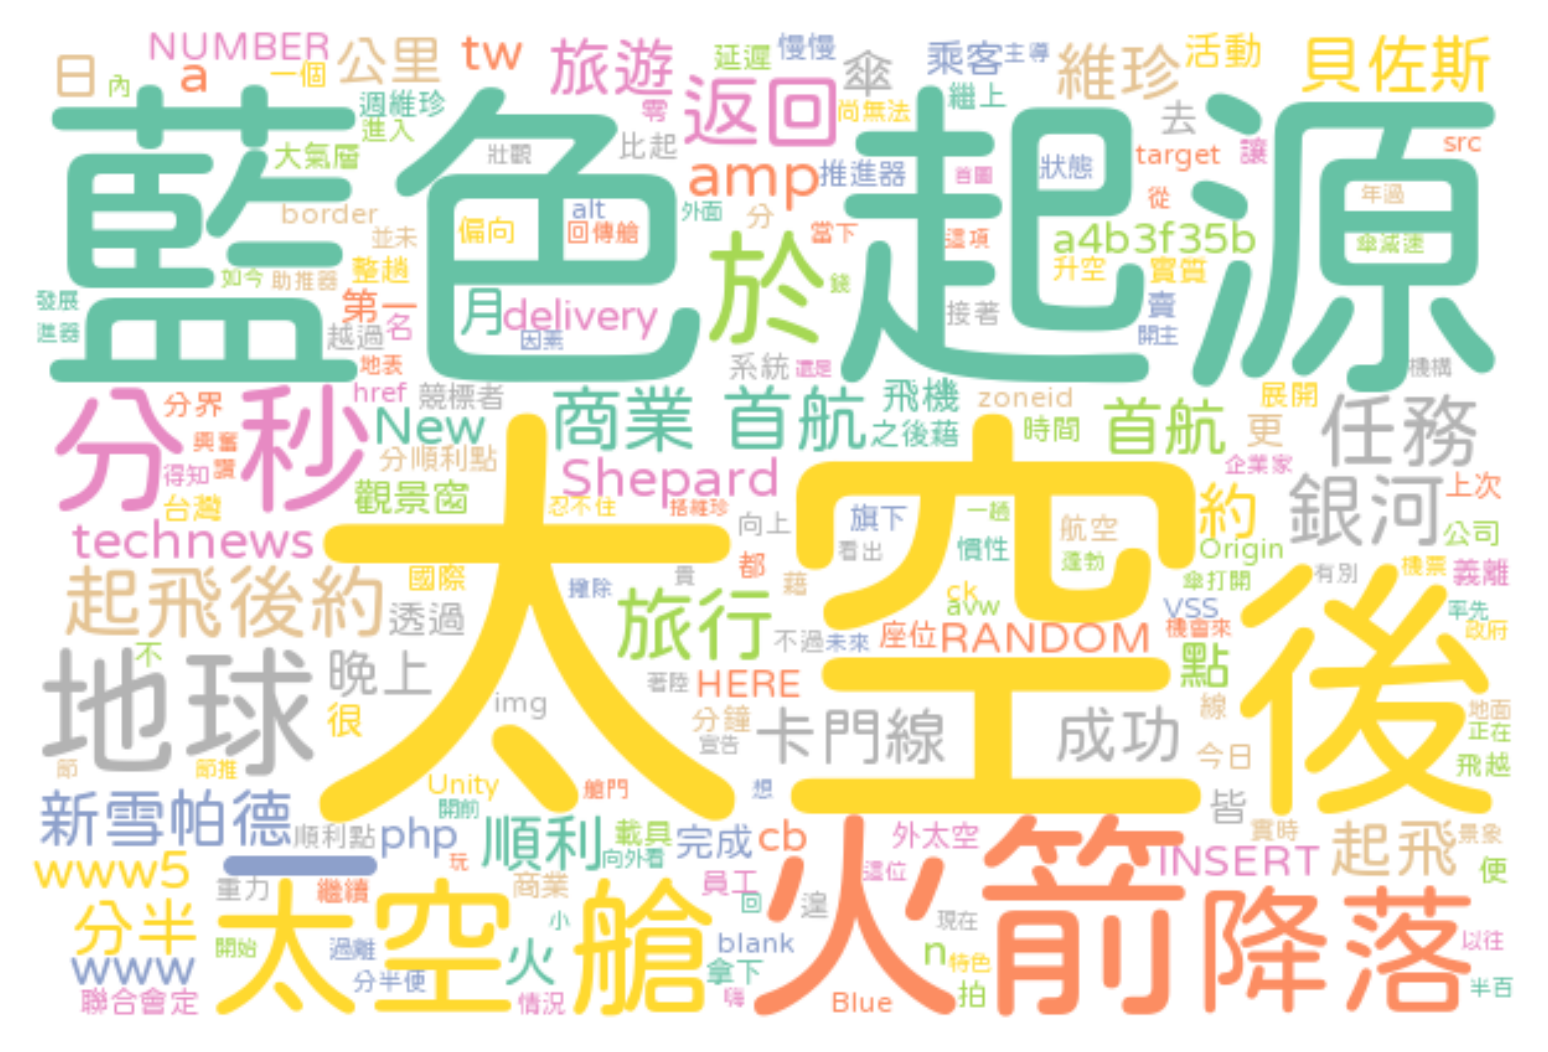 NUMBER 公里 tw 旅遊 延遲 慢慢 傘 乘客 主導 維珍 活動 貝佐斯
日 內 a 一個 週維珍 零 返回 尚無法 繼上 去 src
進入 大氣層 壯觀 比起 amp 推進器 首圖 狀態 target 讓 年過
藍色起源
border alt 外面 分 從
並未 偏向 回傳艙 當下 這項 a4b3f35b 傘減速
如今 助推器 整趟 於 錢 升空 實質
發展 第一 月 delivery 接著 賣
進器 越過 名 因素 開主
地表 系統 還是 機構
href 競標者 商業 首航 飛機 zoneid 展開
分秒 分界 New 之後藉 時間 首航 更 任務
興奮 得知 讚 分順利點 Shepard 企業家
台灣 觀景窗 忍不住 搭維珍 約 銀河 上次
technews 向上 旗下 一趟 航空 公司
太空後
看出 慣性 Origin
起飛後約 國際 都 貴 蓬勃 傘打開 有別 機票 義離
透過 撤除 旅行 藉 ck avw VSS 率先
不 不過 未來 座位 RANDOM 機會來 政府
地球 晚上 著陸 HERE 點
很 img 分鐘 卡門線 成功 線 地面
宣告 今日 正在
節 節推 Unity 艙門 想 飛越
新雪帕德 開前 皆
順利點 php 順利 載具 完成 cb 外太空 實時 起飛 景象
www5 一 玩 向外看 這位 INSERT 便
重力 繼續 商業 員工 火箭 降落
分半 太空艙 小 回 遑 現在
www 開始 過離 火 blank n 特色 以往
分半便 拿下 拍 半百
聯合會定 情況 嗨 Blue